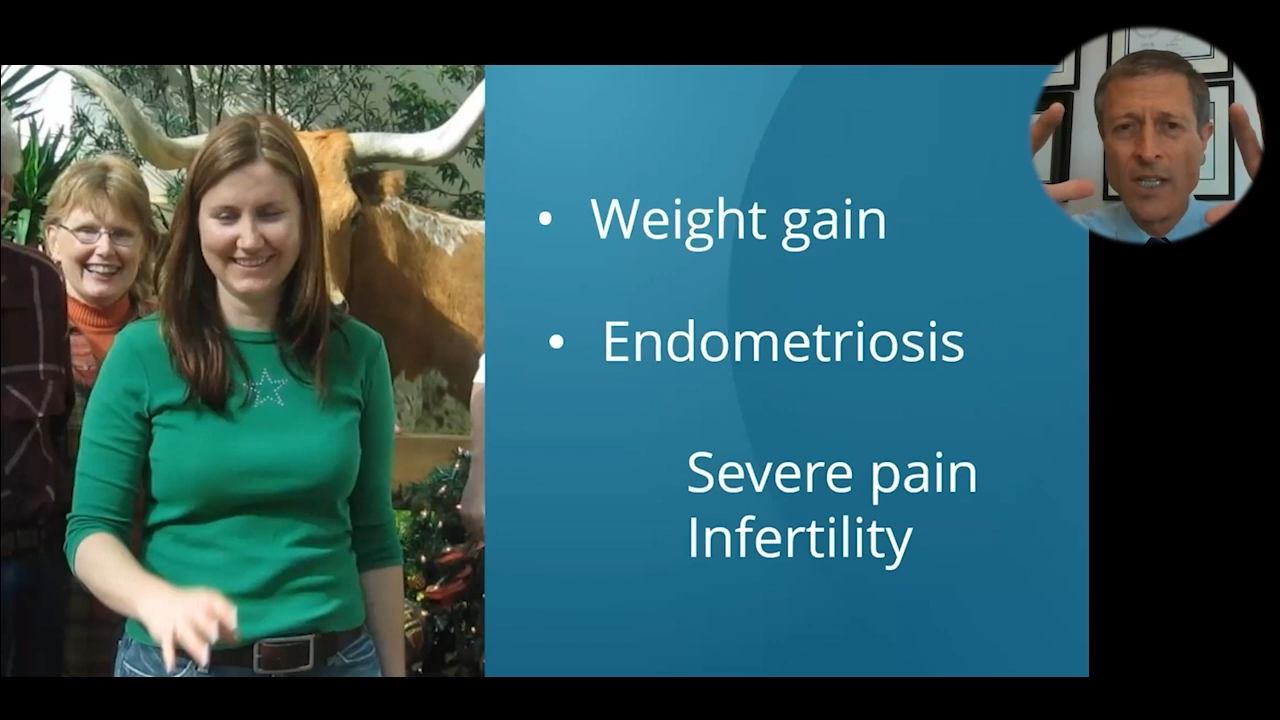 • Weight gain
• Endometriosis
Severe pain
Infertility